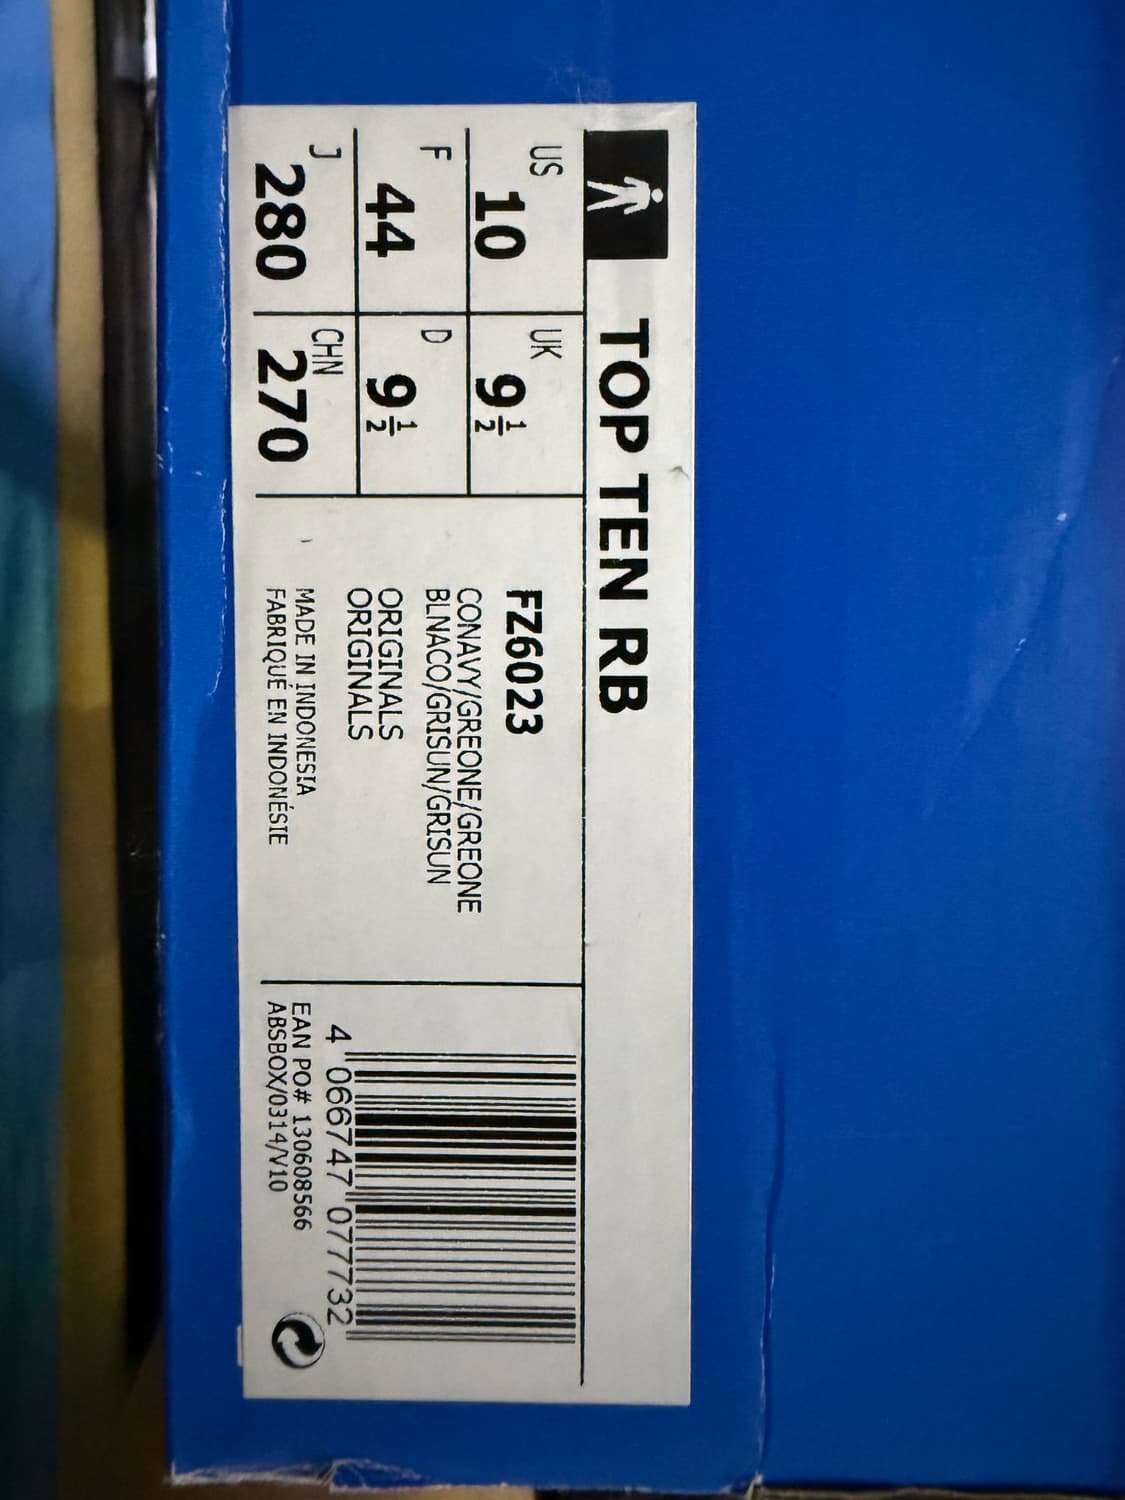 TOP TEN RB
US 10
UK 9½
F 44
D 9½
J 280
CHN 270
FZ6023
CONAVY/GREONE/GREONE
BLNACO/GRISUN/GRISUN
ORIGINALS
ORIGINALS
MADE IN INDONESIA
FABRIQUÉ EN INDONÉSIE
4 066747 077732
EAN PO# 130608566
ABSBOX/0314/V10